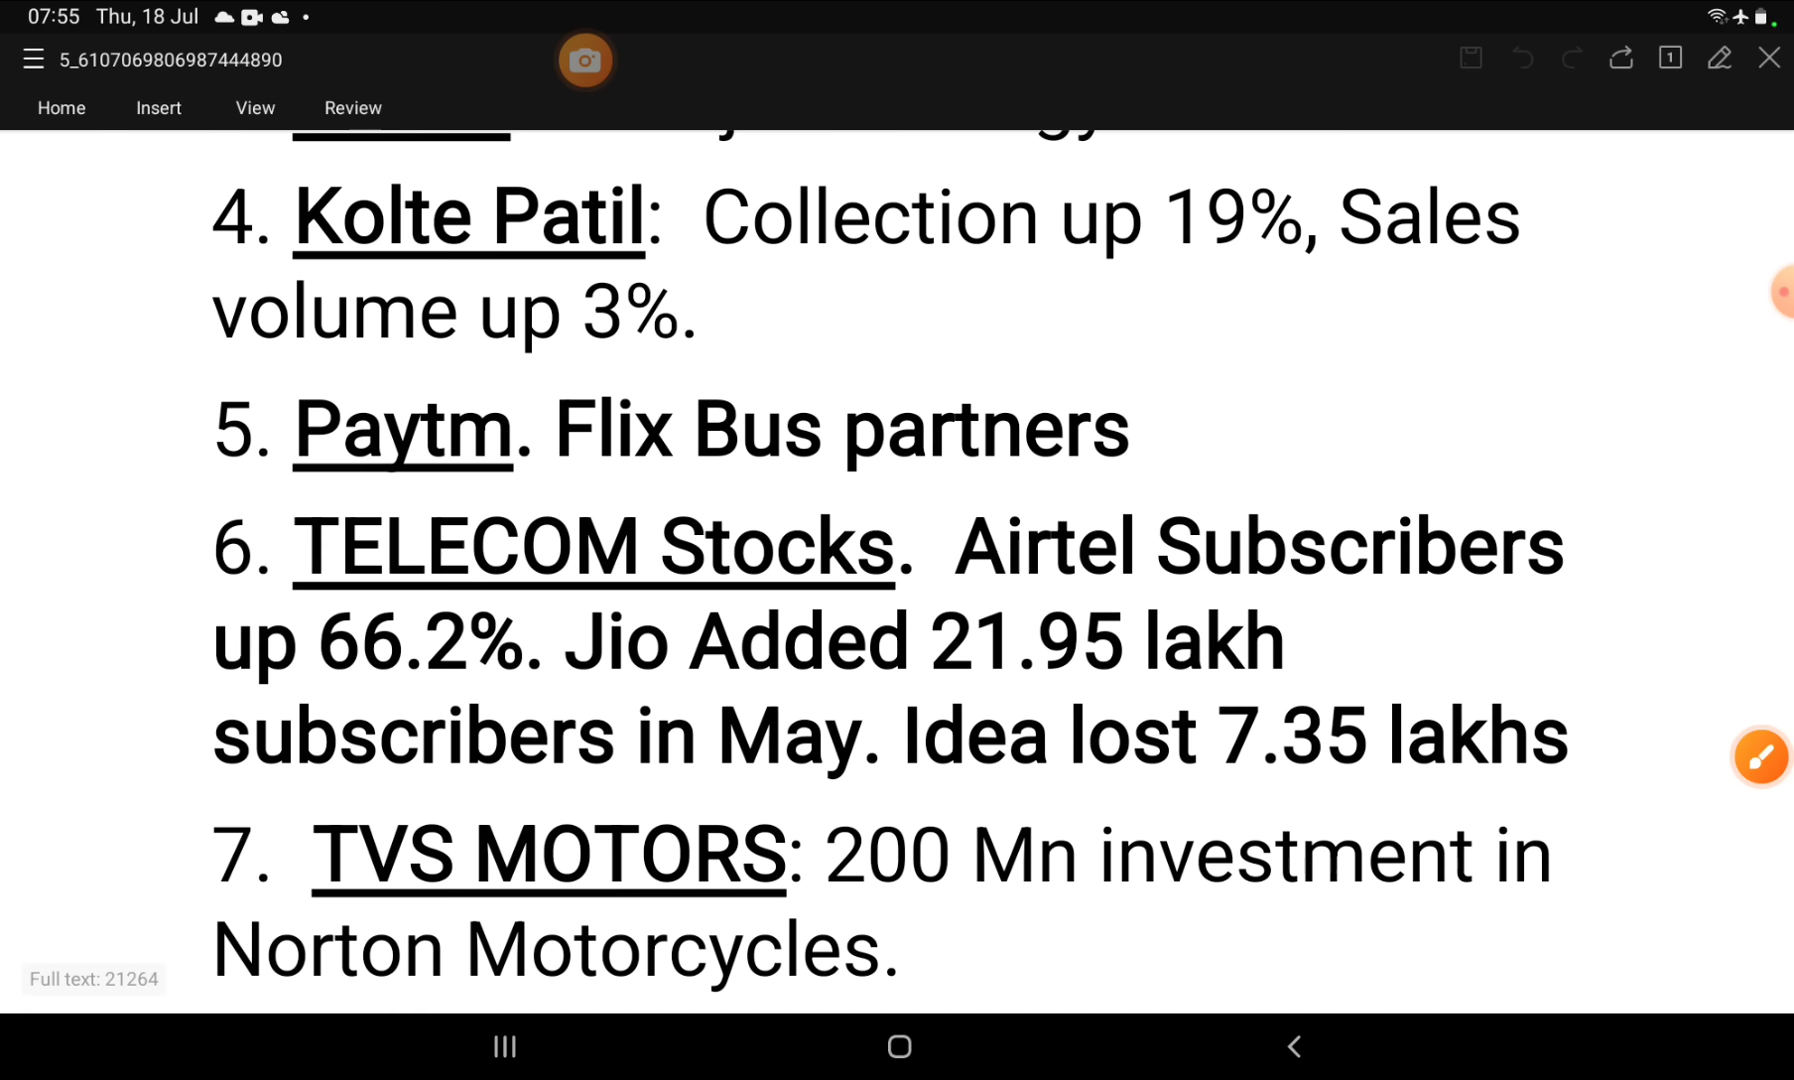 07:55 Thu, 18 Jul
5_6107069806987444890
1
Home Insert View Review
4. Kolte Patil: Collection up 19%, Sales
volume up 3%.
5. Paytm. Flix Bus partners
6. TELECOM Stocks. Airtel Subscribers
up 66.2%. Jio Added 21.95 lakh
subscribers in May. Idea lost 7.35 lakhs
7. TVS MOTORS: 200 Mn investment in
Norton Motorcycles.
Full text: 21264